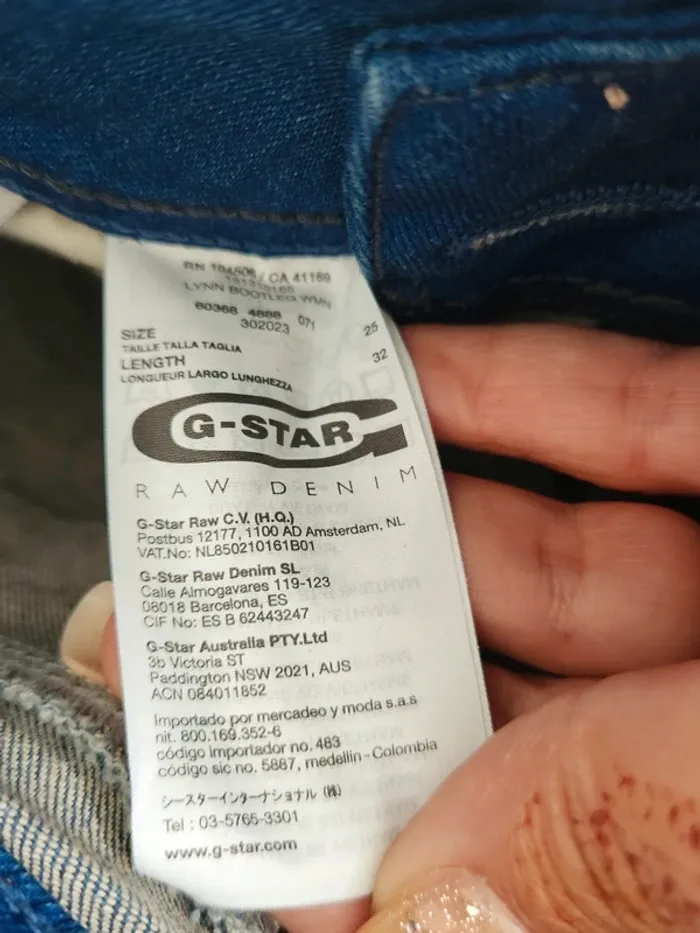 RN 104506 / CA 41169
LYNN BOOTLEG WMN
60368 4888 071
302023
SIZE 25
TAILLE TALLA TAGLIA
LENGTH 32
LONGUEUR LARGO LUNGHEZZA
G-STAR
RAW DENIM
G-Star Raw C.V. (H.Q.)
Postbus 12177, 1100 AD Amsterdam, NL
VAT.No: NL850210161B01
G-Star Raw Denim SL
Calle Almogavares 119-123
08018 Barcelona, ES
CIF No: ES B 62443247
G-Star Australia PTY.Ltd
3b Victoria ST
Paddington NSW 2021, AUS
ACN 084011852
Importado por mercadeo y moda s.a.s
nit. 800.169.352-6
código importador no. 483
código sic no. 5887, medellin-Colombia
ジースターインターナショナル(株)
Tel : 03-5765-3301
www.g-star.com